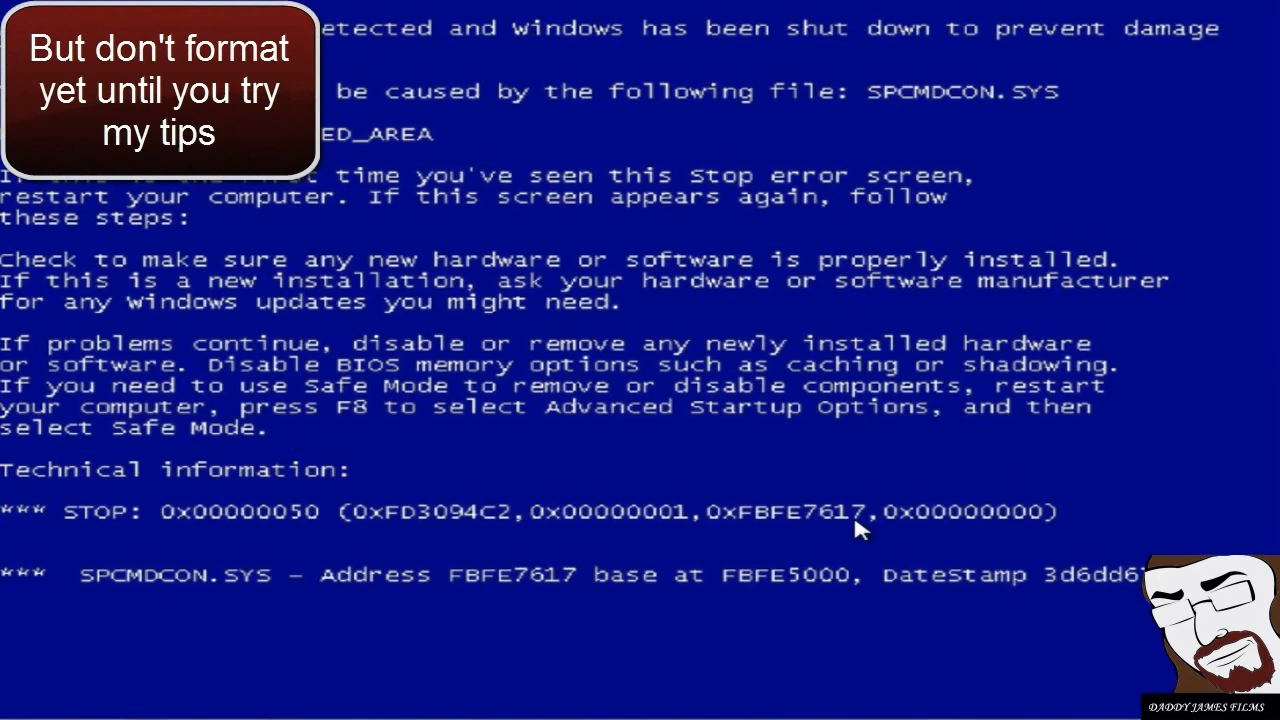 But don't format
yet until you try
my tips
etected and Windows has been shut down to prevent damage
be caused by the following file: SPCMDCON.SYS
ED_AREA
time you've seen this Stop error screen,
restart your computer. If this screen appears again, follow
these steps:
Check to make sure any new hardware or software is properly installed.
If this is a new installation, ask your hardware or software manufacturer
for any Windows updates you might need.
If problems continue, disable or remove any newly installed hardware
or software. Disable BIOS memory options such as caching or shadowing.
If you need to use Safe Mode to remove or disable components, restart
your computer, press F8 to select Advanced Startup Options, and then
select Safe Mode.
Technical information:
*** STOP: 0x00000050 (0xFD3094C2,0x00000001,0xFBFE7617,0x00000000)
*** SPCMDCON.SYS - Address FBFE7617 base at FBFE5000, DateStamp 3d6dd6
DADDY JAMES FILMS